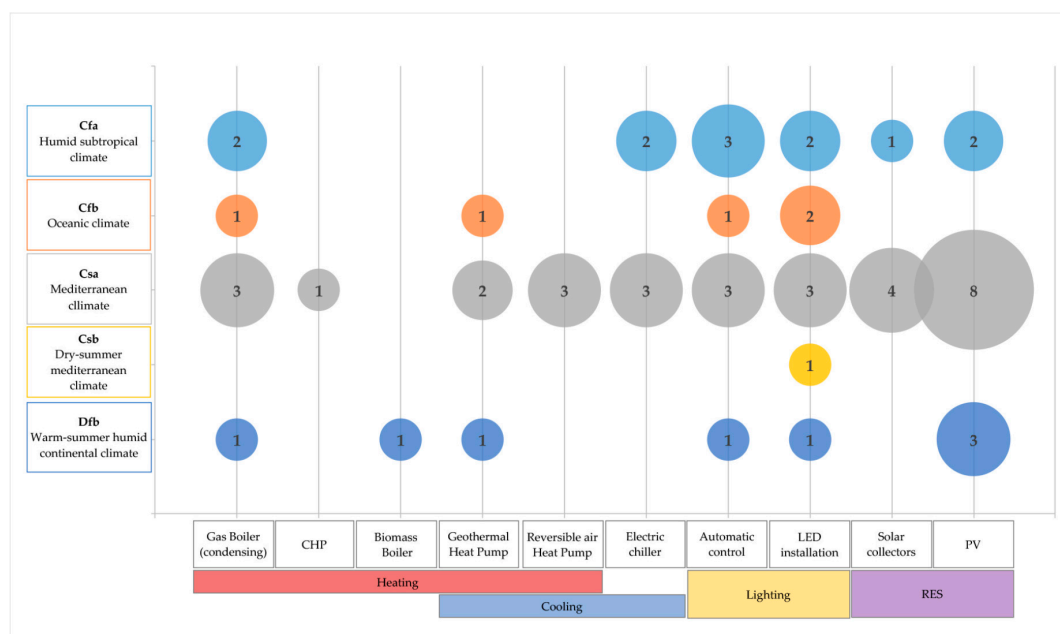 Cfa
Humid subtropical
climate
2
2
3
2
1
2
Cfb
Oceanic climate
1
1
1
2
Csa
Mediterranean
cllimate
3
1
2
3
3
3
3
4
8
Csb
Dry-summer
mediterranean
climate
1
Dfb
Warm-summer humid
continental climate
1
1
1
1
1
3
Gas Boiler
(condensing)
CHP
Biomass
Boiler
Geothermal
Heat Pump
Reversible air
Heat Pump
Electric
chiller
Automatic
control
LED
installation
Solar
collectors
PV
Heating
Cooling
Lighting
RES